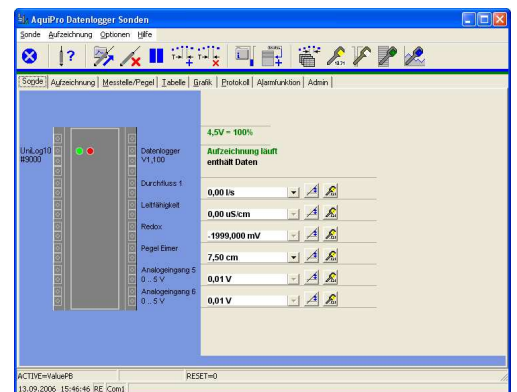 AquiPro Datenlogger Sonden
Sonde Aufzeichnung Optionen Hilfe
Sonde Aufzeichnung Messtelle/Pegel Tabelle Grafik Protokoll Alarmfunktion Admin
4,5V = 100%
UniLog10 Datenlogger Aufzeichnung läuft
#9000 V1,100 enthält Daten
Durchfluss 1
0,00 l/s
Leitfähigkeit
0,00 uS/cm
Redox
-1999,000 mV
Pegel Eimer
7,50 cm
Analogeingang 5
0 .. 5 V 0,01 V
Analogeingang 6
0 .. 5 V 0,01 V
ACTIVE=ValuePB RESET=0
13.09.2006 15:46:46 RE Com1